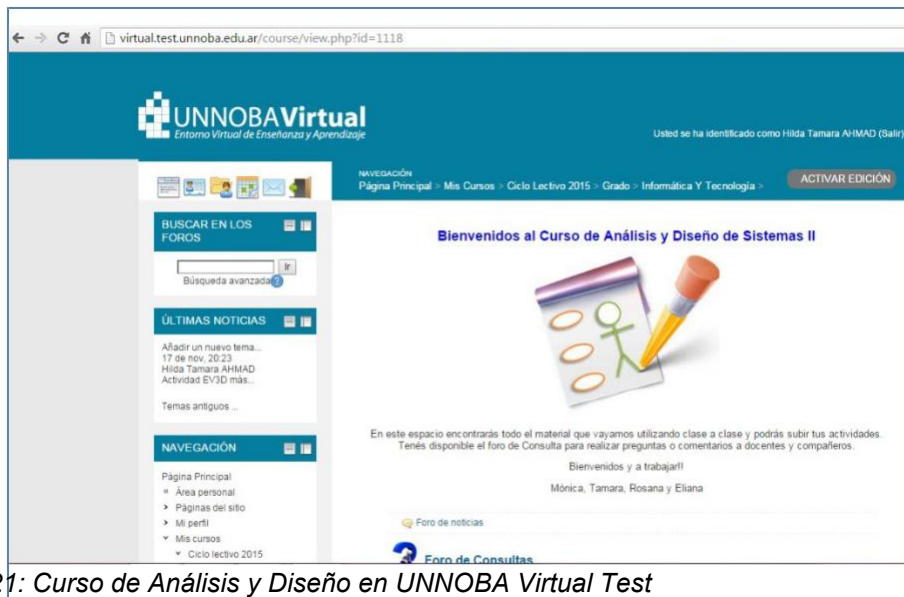 virtual.test.unnoba.edu.ar/course/view.php?id=1118
UNNOBAVirtual
Entorno Virtual de Enseñanza y Aprendizaje
Usted se ha identificado como Hilda Tamara AHMAD (Salir)
NAVEGACIÓN
Página Principal > Mis Cursos > Ciclo Lectivo 2015 > Grado > Informática Y Tecnología >
ACTIVAR EDICIÓN
BUSCAR EN LOS
FOROS
Ir
Búsqueda avanzada
ÚLTIMAS NOTICIAS
Añadir un nuevo tema...
17 de nov, 20:23
Hilda Tamara AHMAD
Actividad EV3D más...
Temas antiguos ...
NAVEGACIÓN
Página Principal
Área personal
Páginas del sitio
Mi perfil
Mis cursos
Ciclo lectivo 2015
Bienvenidos al Curso de Análisis y Diseño de Sistemas II
En este espacio encontrarás todo el material que vayamos utilizando clase a clase y podrás subir tus actividades.
Tenés disponible el foro de Consulta para realizar preguntas o comentarios a docentes y compañeros.
Bienvenidos y a trabajar!!
Mónica, Tamara, Rosana y Eliana
Foro de noticias
Foro de Consultas
21: Curso de Análisis y Diseño en UNNOBA Virtual Test